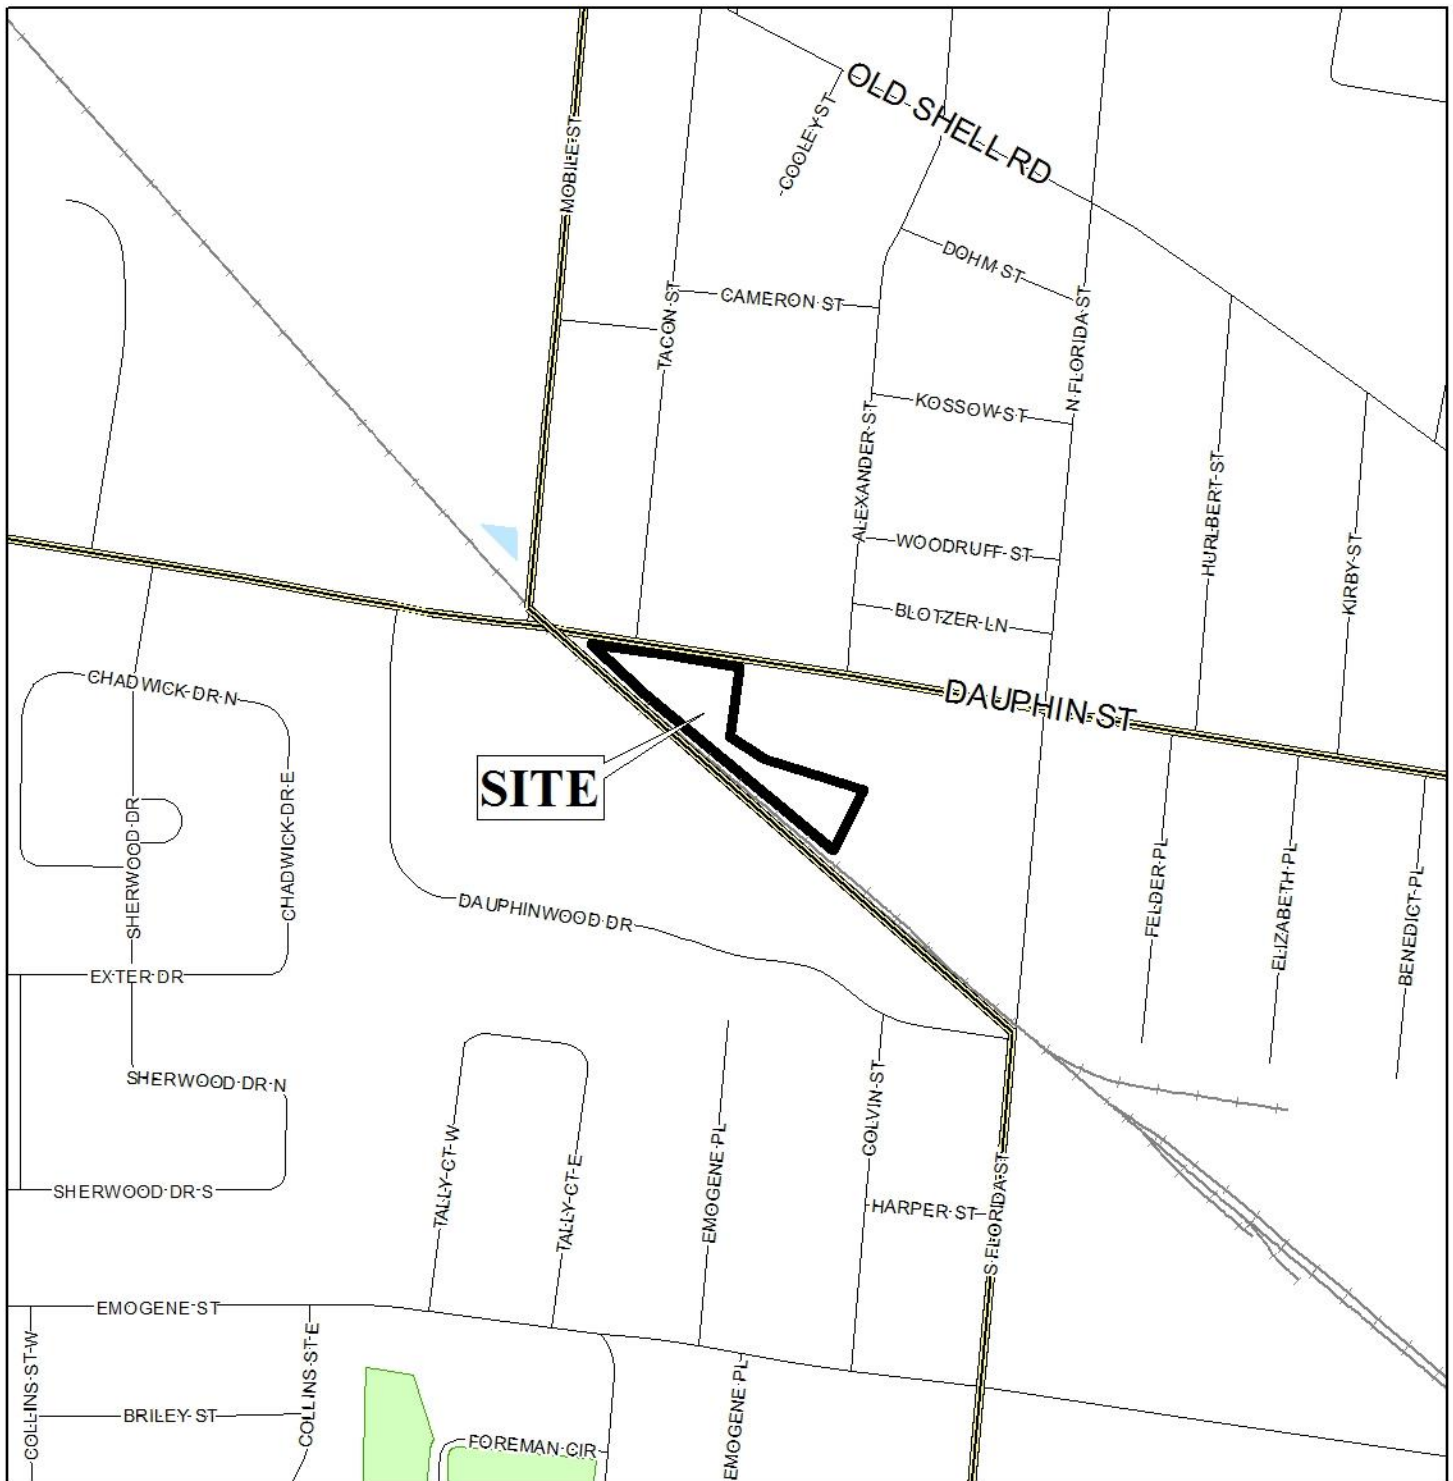 OLD SHELL RD
COOLEY ST
MOBILE ST
DOHM ST
TACON ST
CAMERON ST
N FLORIDA ST
KOSSOW ST
ALEXANDER ST
HURLBERT ST
WOODRUFF ST
KIRBY ST
BLOTZER LN
CHADWICK DR N
DAUPHIN ST
SITE
SHERWOOD DR
CHADWICK DR E
FELDER PL
ELIZABETH PL
BENEDICT PL
DAUPHINWOOD DR
EXTER DR
SHERWOOD DR N
COLVIN ST
TALLY CT W
TALLY CT E
EMOGENE PL
SHERWOOD DR S
HARPER ST
S FLORIDA ST
EMOGENE ST
COLLINS ST W
COLLINS ST E
EMOGENE PL
BRILEY ST
FOREMAN CIR